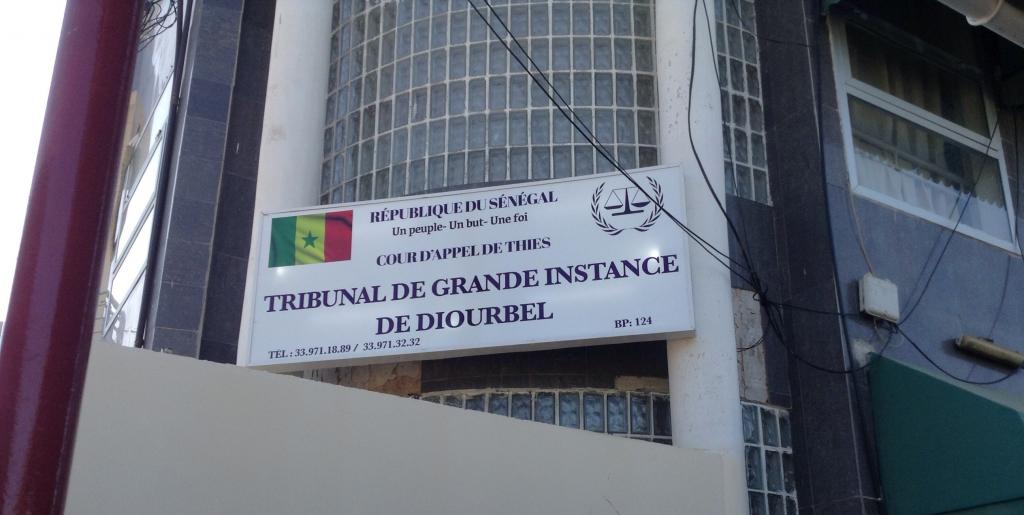 RÉPUBLIQUE DU SÉNÉGAL
Un peuple- Un but- Une foi
COUR D'APPEL DE THIES
TRIBUNAL DE GRANDE INSTANCE
DE DIOURBEL
BP: 124
TÉL : 33.971.18.89 / 33.971.32.32